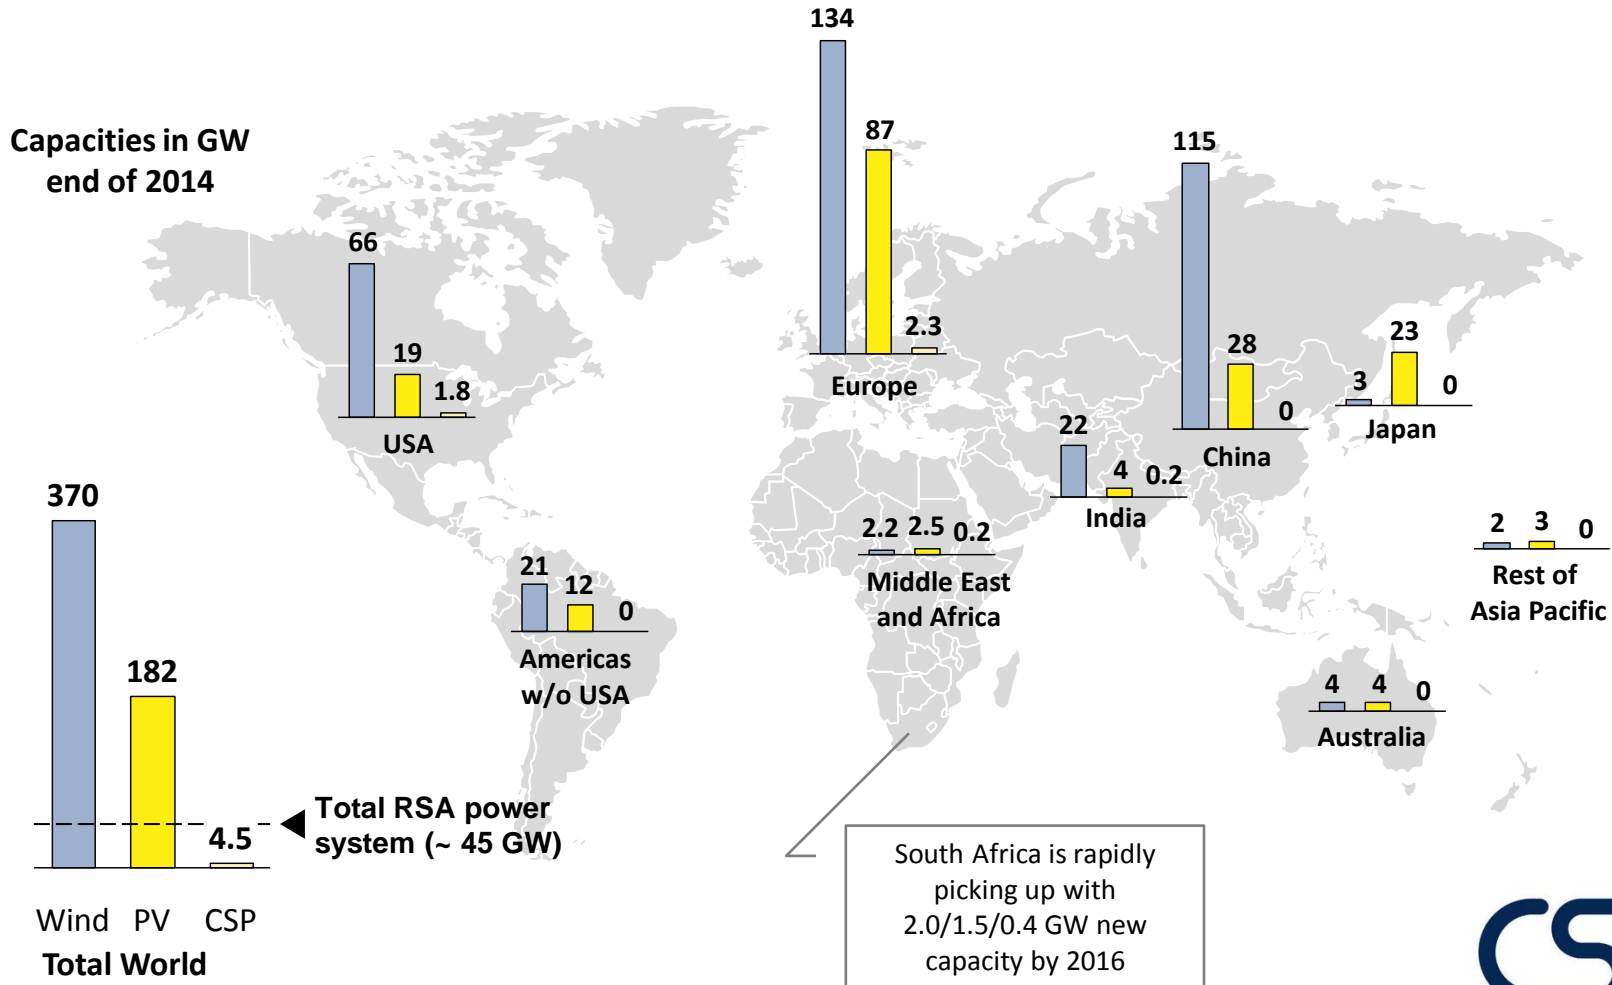 Capacities in GW
end of 2014
134
87
2.3
Europe
115
28
0
China
66
19
1.8
USA
3
23
0
Japan
22
4
0.2
India
2.2
2.5
0.2
Middle East
and Africa
2
3
0
Rest of
Asia Pacific
21
12
0
Americas
w/o USA
4
4
0
Australia
370
182
4.5
Total RSA power
system (~ 45 GW)
Wind
PV
CSP
Total World
South Africa is rapidly
picking up with
2.0/1.5/0.4 GW new
capacity by 2016
CS